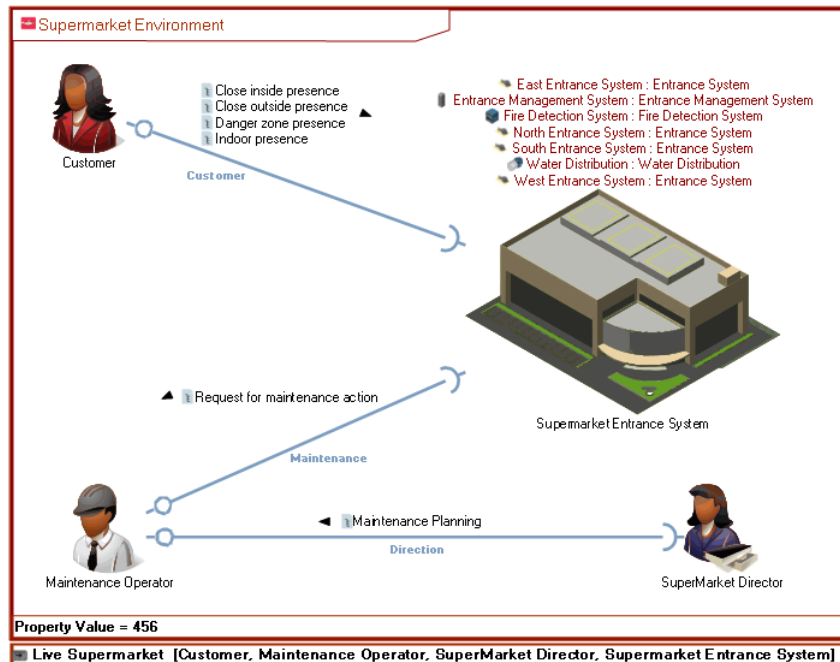 Supermarket Environment
Close inside presence
Close outside presence
Danger zone presence
Indoor presence
Customer
Customer
East Entrance System : Entrance System
Entrance Management System : Entrance Management System
Fire Detection System : Fire Detection System
North Entrance System : Entrance System
South Entrance System : Entrance System
Water Distribution : Water Distribution
West Entrance System : Entrance System
Supermarket Entrance System
Request for maintenance action
Maintenance
Maintenance Planning
Direction
Maintenance Operator
SuperMarket Director
Property Value = 456
Live Supermarket [Customer, Maintenance Operator, SuperMarket Director, Supermarket Entrance System]